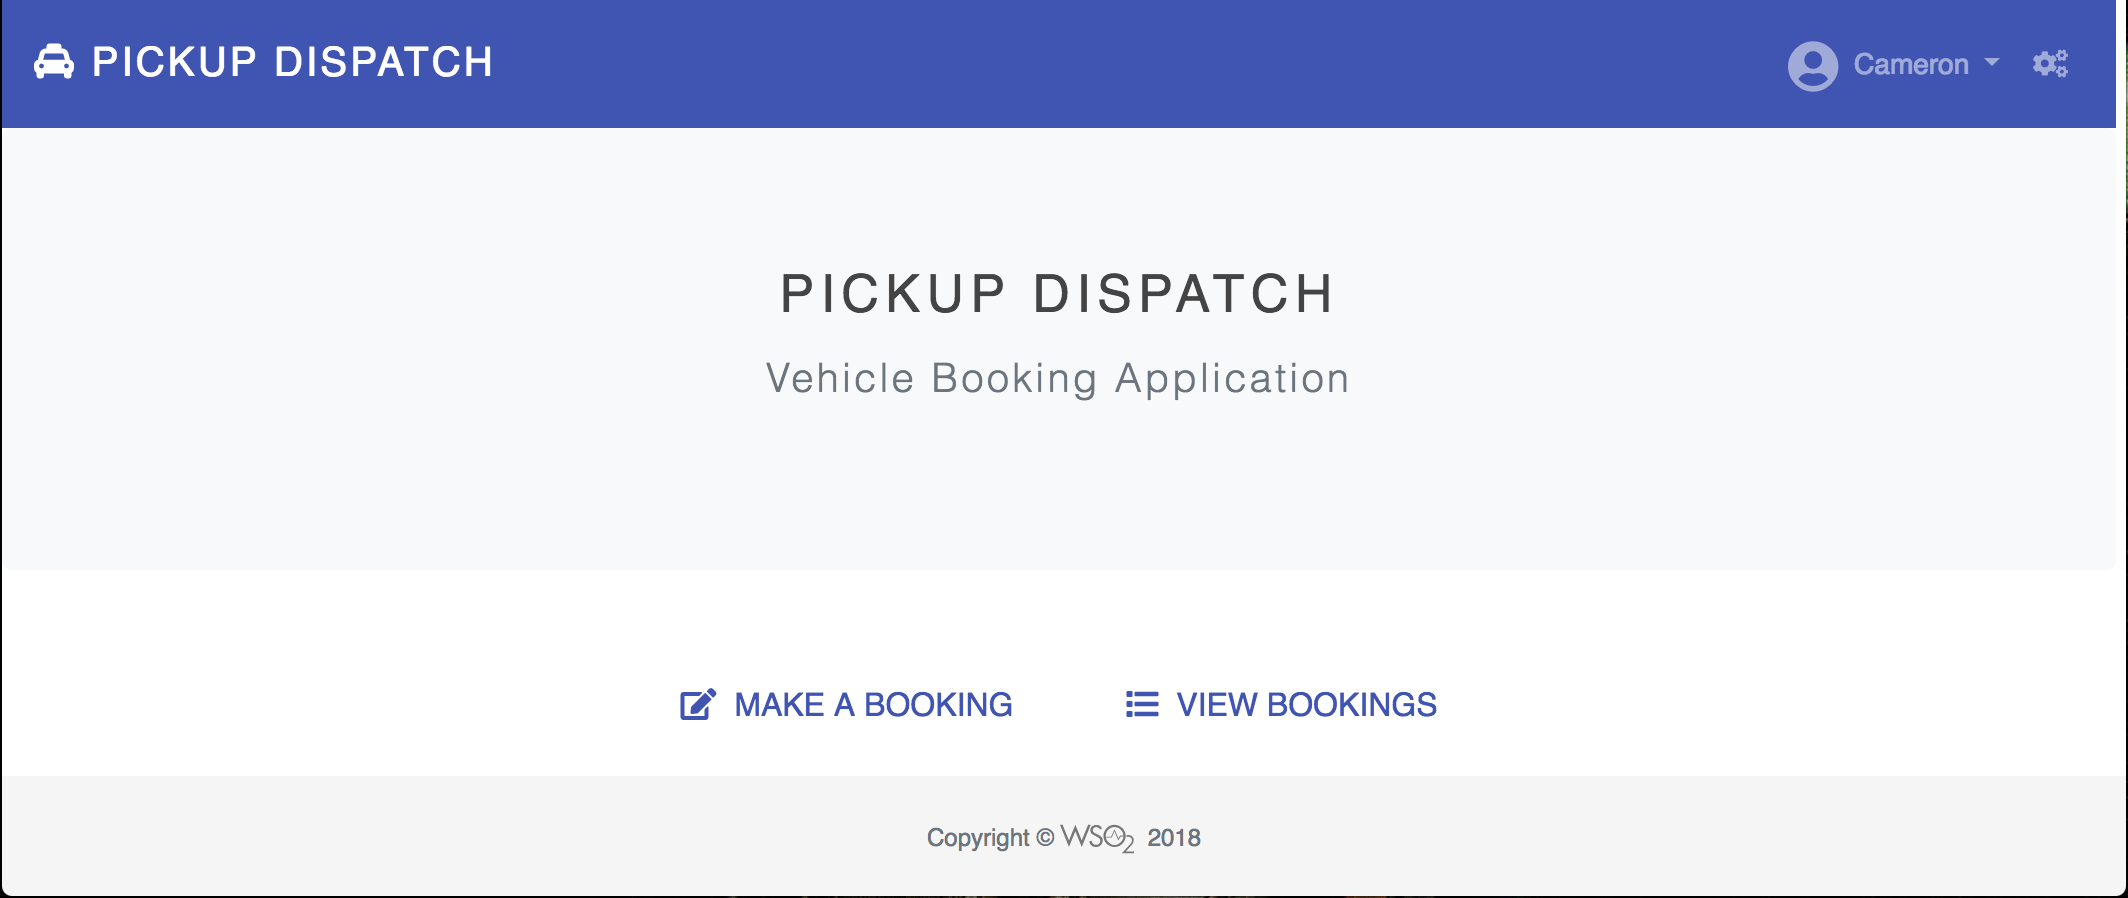 PICKUP DISPATCH
Cameron
PICKUP DISPATCH
Vehicle Booking Application
MAKE A BOOKING
VIEW BOOKINGS
Copyright © WSO2 2018